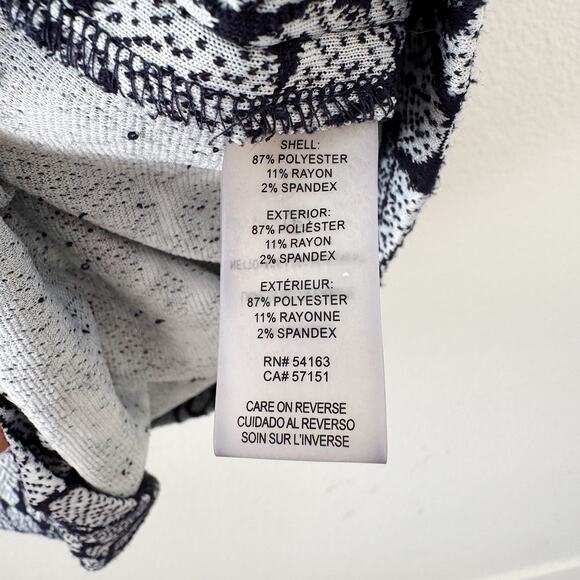 SHELL:
87% POLYESTER
11% RAYON
2% SPANDEX
EXTERIOR:
87% POLIÉSTER
11% RAYON
2% SPANDEX
EXTÉRIEUR:
87% POLYESTER
11% RAYONNE
2% SPANDEX
RN# 54163
CA# 57151
CARE ON REVERSE
CUIDADO AL REVERSO
SOIN SUR L'INVERSE